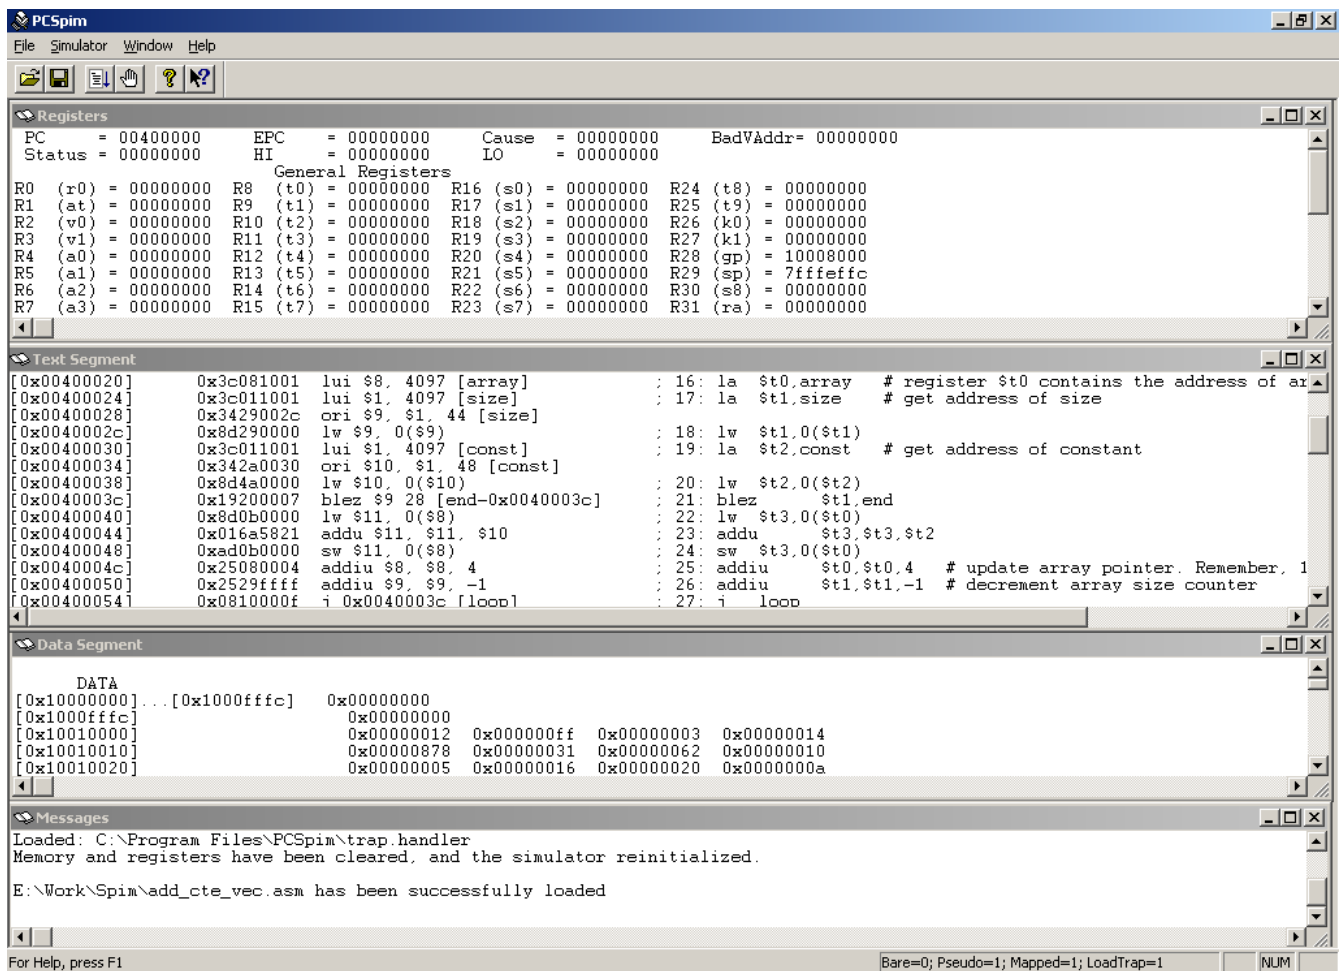 PCSpim
File Simulator Window Help
Registers
PC = 00400000 EPC = 00000000 Cause = 00000000 BadVAddr= 00000000
Status = 00000000 HI = 00000000 LO = 00000000
General Registers
R0 (r0) = 00000000 R8 (t0) = 00000000 R16 (s0) = 00000000 R24 (t8) = 00000000
R1 (at) = 00000000 R9 (t1) = 00000000 R17 (s1) = 00000000 R25 (t9) = 00000000
R2 (v0) = 00000000 R10 (t2) = 00000000 R18 (s2) = 00000000 R26 (k0) = 00000000
R3 (v1) = 00000000 R11 (t3) = 00000000 R19 (s3) = 00000000 R27 (k1) = 00000000
R4 (a0) = 00000000 R12 (t4) = 00000000 R20 (s4) = 00000000 R28 (gp) = 10008000
R5 (a1) = 00000000 R13 (t5) = 00000000 R21 (s5) = 00000000 R29 (sp) = 7fffeffc
R6 (a2) = 00000000 R14 (t6) = 00000000 R22 (s6) = 00000000 R30 (s8) = 00000000
R7 (a3) = 00000000 R15 (t7) = 00000000 R23 (s7) = 00000000 R31 (ra) = 00000000
Text Segment
[0x00400020] 0x3c081001 lui $8, 4097 [array] ; 16: la $t0,array # register $t0 contains the address of ar
[0x00400024] 0x3c011001 lui $1, 4097 [size] ; 17: la $t1,size # get address of size
[0x00400028] 0x3429002c ori $9, $1, 44 [size]
[0x0040002c] 0x8d290000 lw $9, 0($9) ; 18: lw $t1,0($t1)
[0x00400030] 0x3c011001 lui $1, 4097 [const] ; 19: la $t2,const # get address of constant
[0x00400034] 0x342a0030 ori $10, $1, 48 [const]
[0x00400038] 0x8d4a0000 lw $10, 0($10) ; 20: lw $t2,0($t2)
[0x0040003c] 0x19200007 blez $9 28 [end-0x0040003c] ; 21: blez $t1,end
[0x00400040] 0x8d0b0000 lw $11, 0($8) ; 22: lw $t3,0($t0)
[0x00400044] 0x016a5821 addu $11, $11, $10 ; 23: addu $t3,$t3,$t2
[0x00400048] 0xad0b0000 sw $11, 0($8) ; 24: sw $t3,0($t0)
[0x0040004c] 0x25080004 addiu $8, $8, 4 ; 25: addiu $t0,$t0,4 # update array pointer. Remember, 1
[0x00400050] 0x2529ffff addiu $9, $9, -1 ; 26: addiu $t1,$t1,-1 # decrement array size counter
[0x00400054] 0x0810000f j 0x0040003c [loop] ; 27: j loop
Data Segment
DATA
[0x10000000]...[0x1000fffc] 0x00000000
[0x1000fffc] 0x00000000
[0x10010000] 0x00000012 0x000000ff 0x00000003 0x00000014
[0x10010010] 0x00000878 0x00000031 0x00000062 0x00000010
[0x10010020] 0x00000005 0x00000016 0x00000020 0x0000000a
Messages
Loaded: C:\Program Files\PCSpim\trap.handler
Memory and registers have been cleared, and the simulator reinitialized.
E:\Work\Spim\add_cte_vec.asm has been successfully loaded
For Help, press F1 Bare=0; Pseudo=1; Mapped=1; LoadTrap=1 NUM